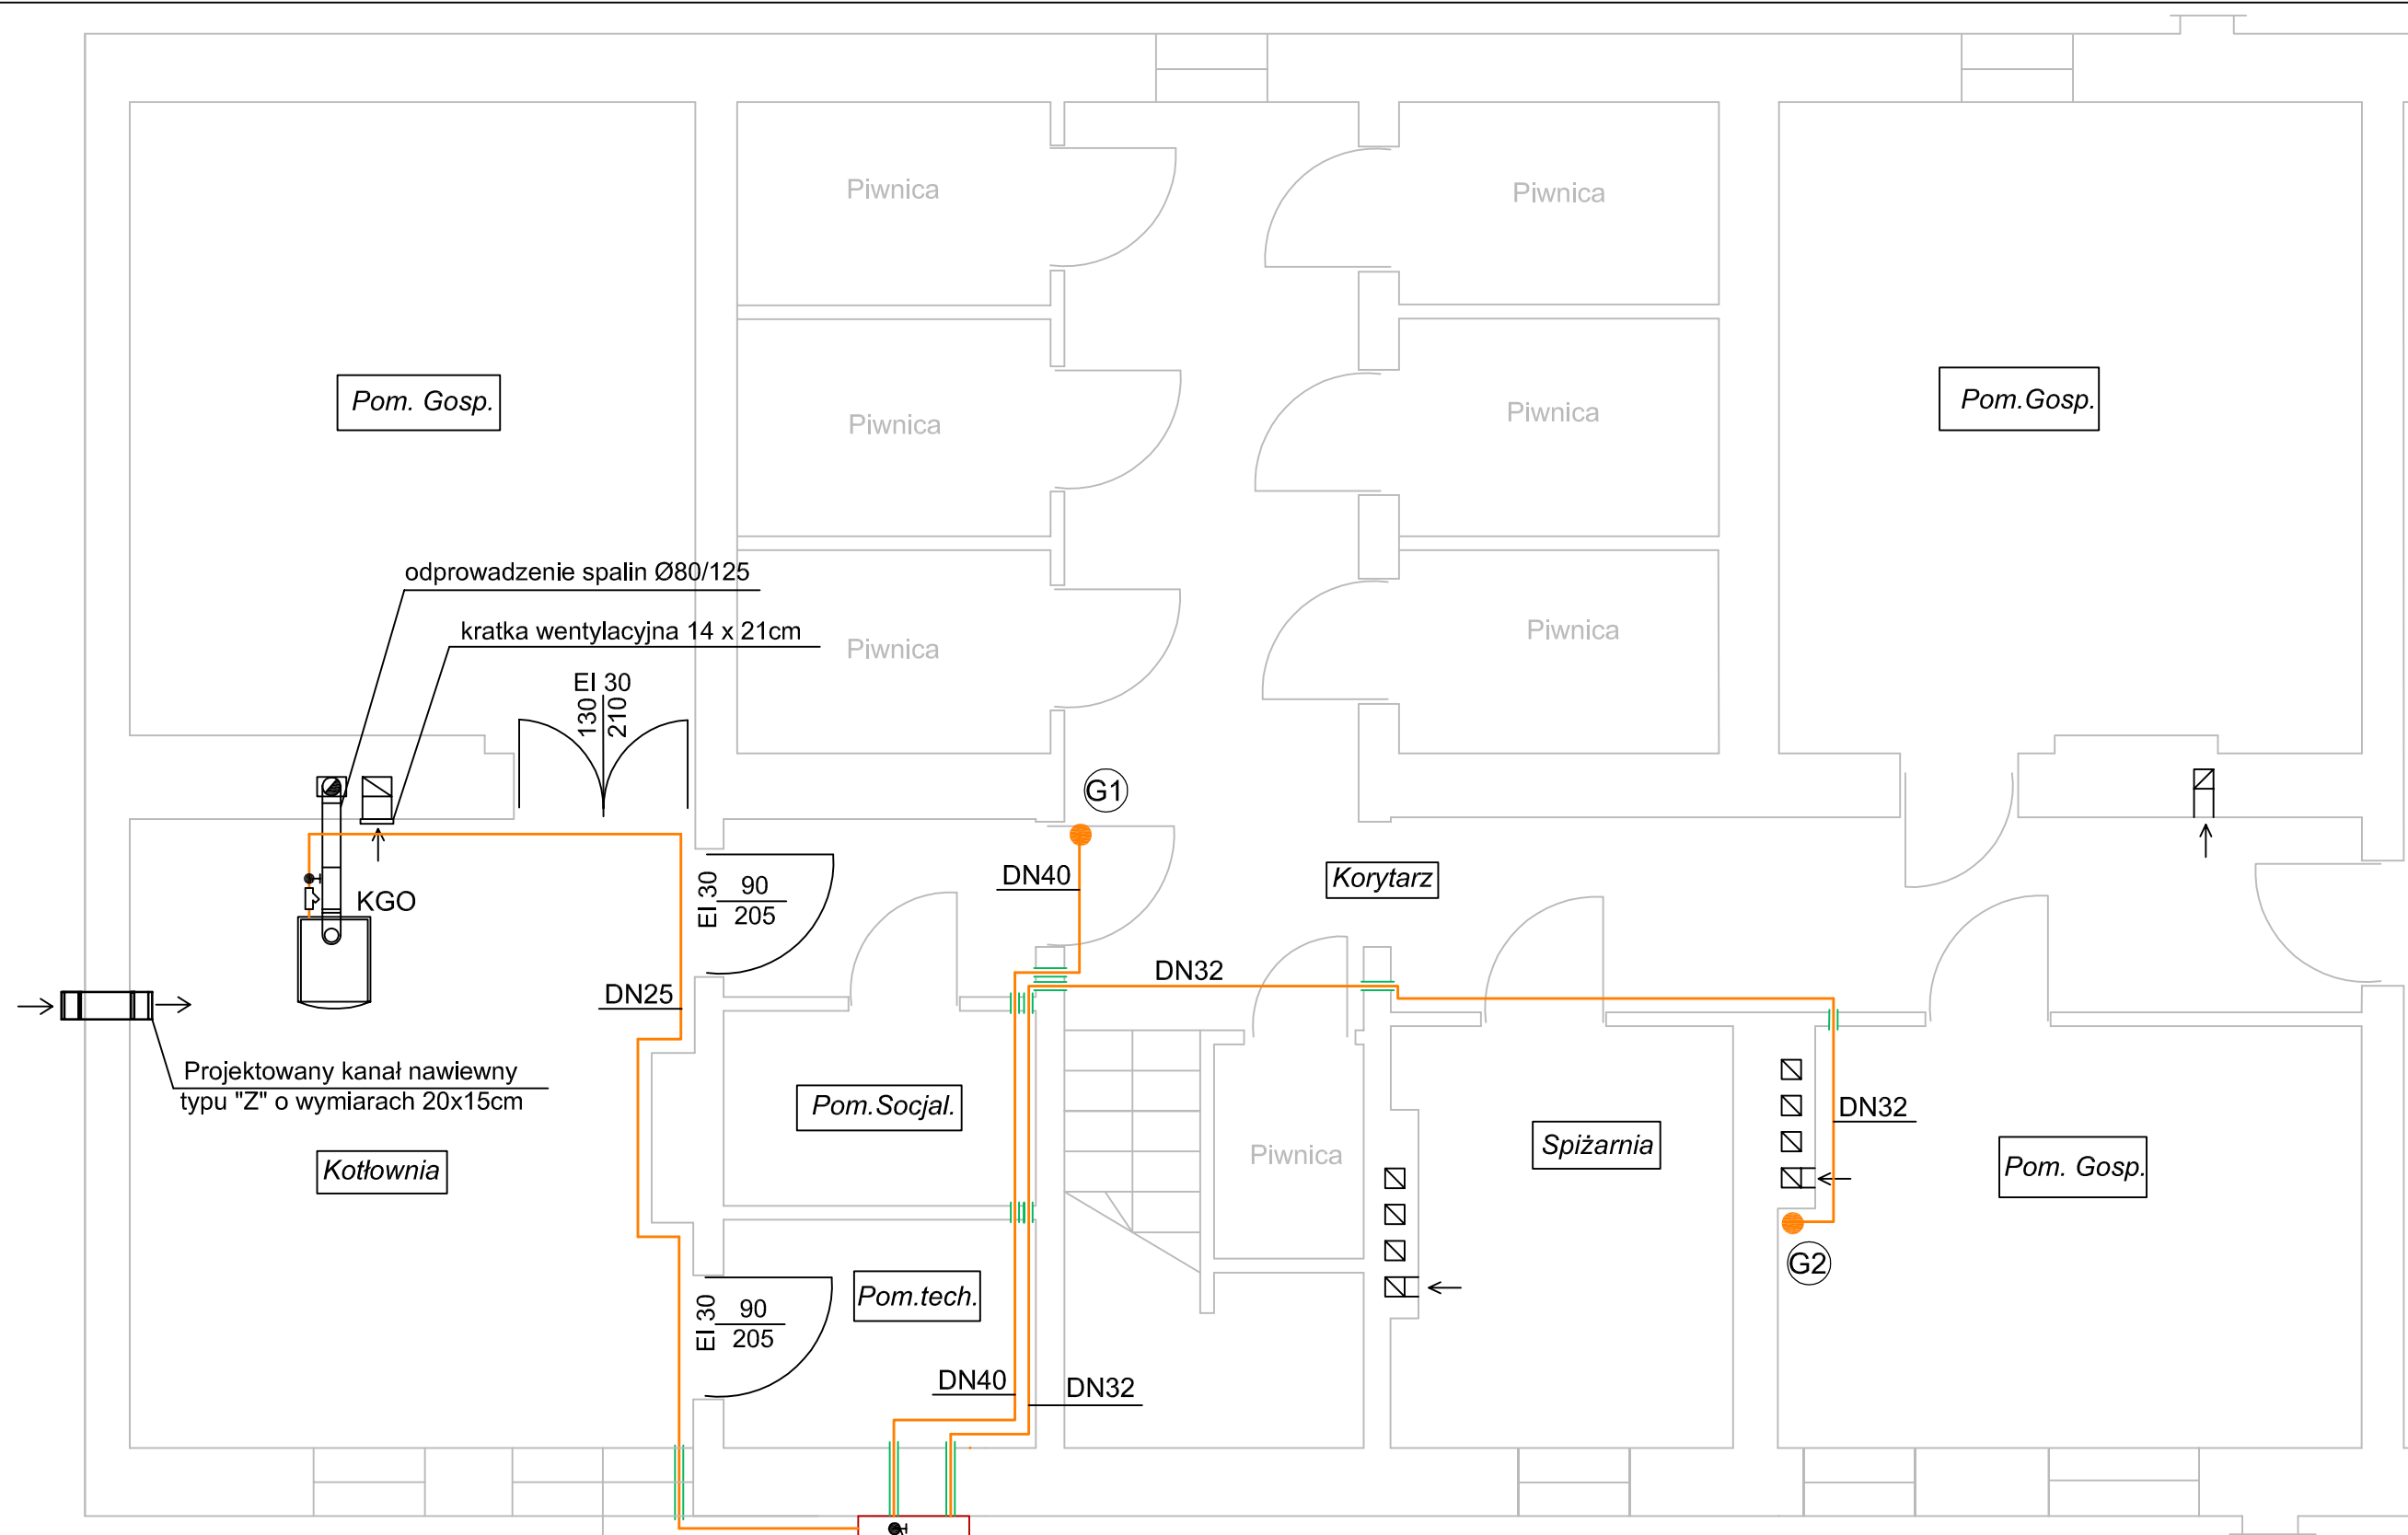 Piwnica
Piwnica
Pom. Gosp.
Pom.Gosp.
Piwnica
Piwnica
odprowadzenie spalin Ø80/125
kratka wentylacyjna 14 x 21cm
Piwnica
Piwnica
EI 30
130
210
G1
KGO
EI 30
90
205
DN40
Korytarz
DN25
DN32
Projektowany kanał nawiewny
typu "Z" o wymiarach 20x15cm
Pom.Socjal.
DN32
Kotłownia
Piwnica
Spiżarnia
Pom. Gosp.
G2
Pom.tech.
EI 30
90
205
DN40
DN32